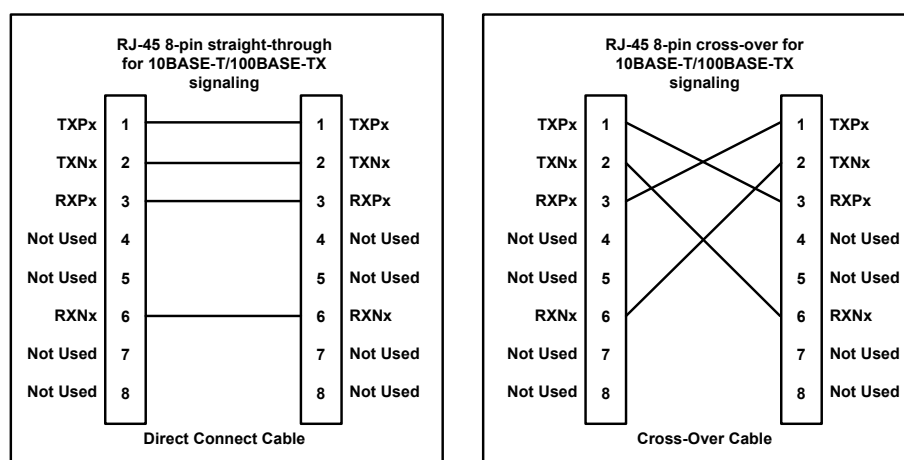 RJ-45 8-pin straight-through
for 10BASE-T/100BASE-TX
signaling
TXPx 1 1 TXPx
TXNx 2 2 TXNx
RXPx 3 3 RXPx
Not Used 4 4 Not Used
Not Used 5 5 Not Used
RXNx 6 6 RXNx
Not Used 7 7 Not Used
Not Used 8 8 Not Used
Direct Connect Cable
RJ-45 8-pin cross-over for
10BASE-T/100BASE-TX
signaling
TXPx 1 1 TXPx
TXNx 2 2 TXNx
RXPx 3 3 RXPx
Not Used 4 4 Not Used
Not Used 5 5 Not Used
RXNx 6 6 RXNx
Not Used 7 7 Not Used
Not Used 8 8 Not Used
Cross-Over Cable